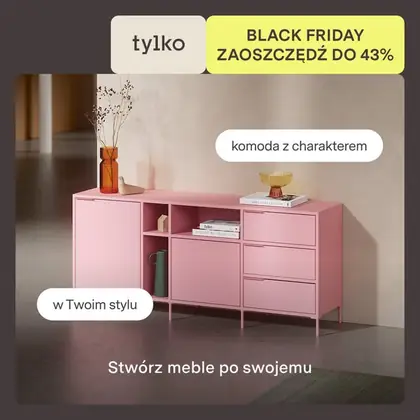 tylko
BLACK FRIDAY
ZAOSZCZĘDŹ DO 43%
komoda z charakterem
w Twoim stylu
Stwórz meble po swojemu